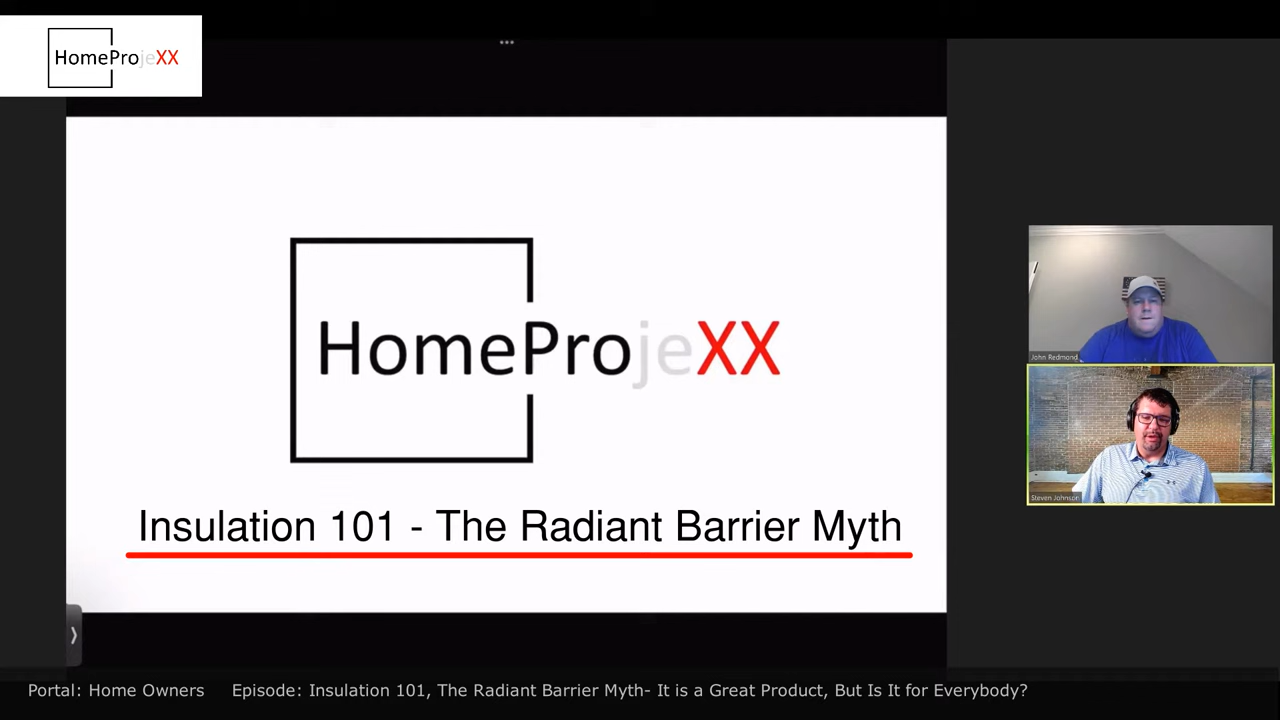 HomeProjeXX
HomeProjeXX
Insulation 101 - The Radiant Barrier Myth
John Redmond
Steven Johnson
Portal: Home Owners Episode: Insulation 101, The Radiant Barrier Myth- It is a Great Product, But Is It for Everybody?